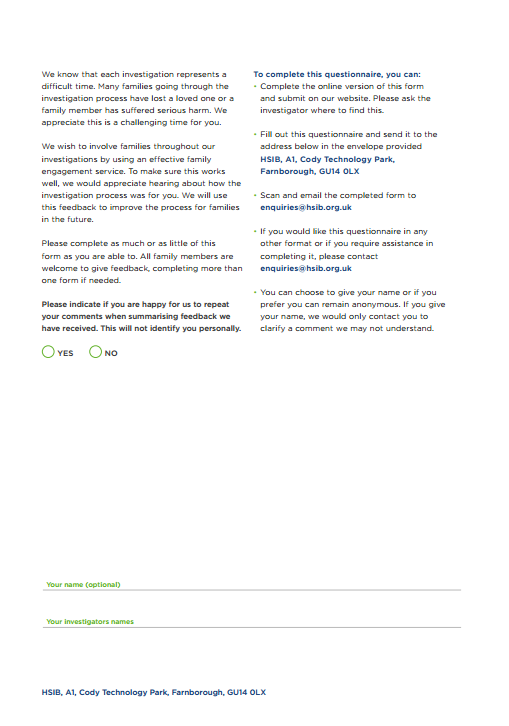 We know that each investigation represents a
difficult time. Many families going through the
investigation process have lost a loved one or a
family member has suffered serious harm. We
appreciate this is a challenging time for you.
We wish to involve families throughout our
investigations by using an effective family
engagement service. To make sure this works
well, we would appreciate hearing about how the
investigation process was for you. We will use
this feedback to improve the process for families
in the future.
Please complete as much or as little of this
form as you are able to. All family members are
welcome to give feedback, completing more than
one form if needed.
Please indicate if you are happy for us to repeat
your comments when summarising feedback we
have received. This will not identify you personally.
YES NO
To complete this questionnaire, you can:
• Complete the online version of this form
and submit on our website. Please ask the
investigator where to find this.
• Fill out this questionnaire and send it to the
address below in the envelope provided
HSIB, A1, Cody Technology Park,
Farnborough, GU14 0LX
• Scan and email the completed form to
enquiries@hsib.org.uk
• If you would like this questionnaire in any
other format or if you require assistance in
completing it, please contact
enquiries@hsib.org.uk
• You can choose to give your name or if you
prefer you can remain anonymous. If you give
your name, we would only contact you to
clarify a comment we may not understand.
Your name (optional)
Your investigators names
HSIB, A1, Cody Technology Park, Farnborough, GU14 0LX